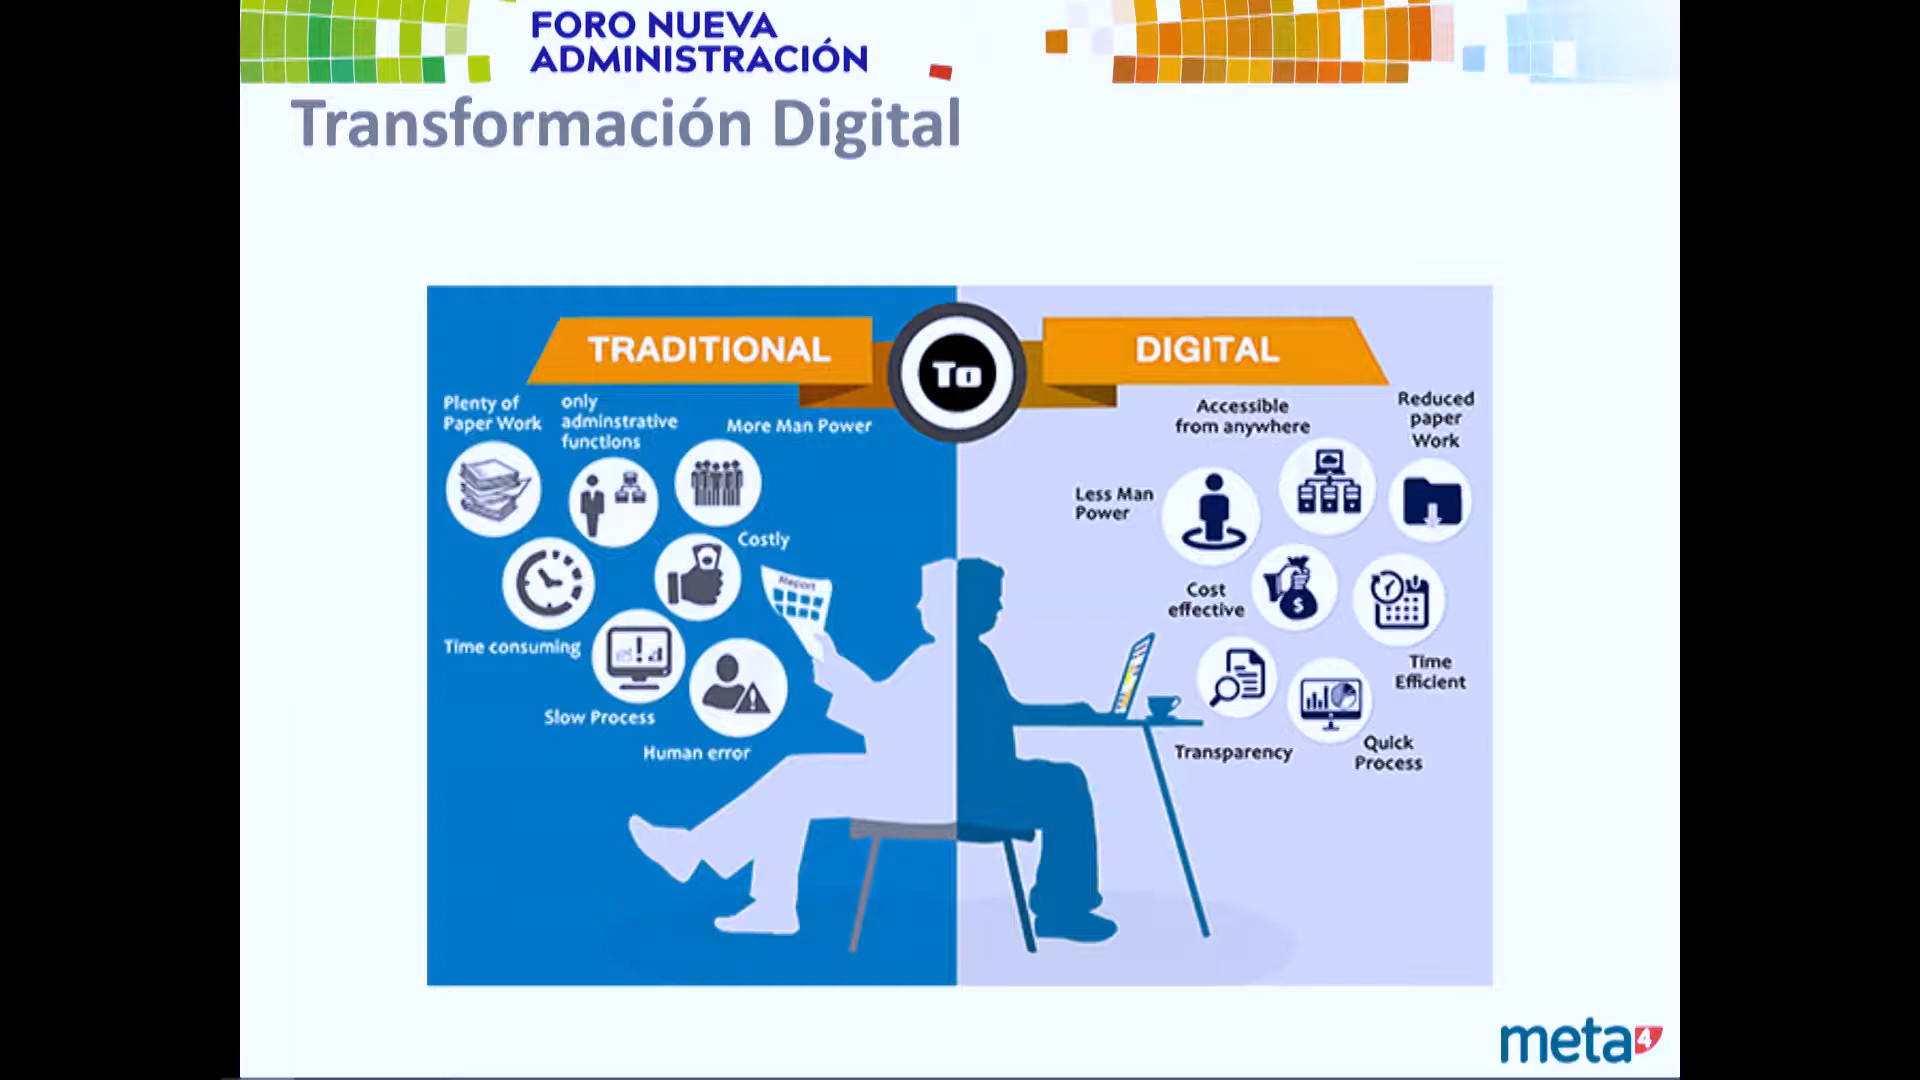 FORO NUEVA
ADMINISTRACIÓN
Transformación Digital
TRADITIONAL
To
DIGITAL
Plenty of
Paper Work
only
adminstrative
functions
More Man Power
Costly
Report
Time consuming
Slow Process
Human error
Accessible
from anywhere
Reduced
paper
Work
Less Man
Power
Cost
effective
Time
Efficient
Transparency
Quick
Process
meta4